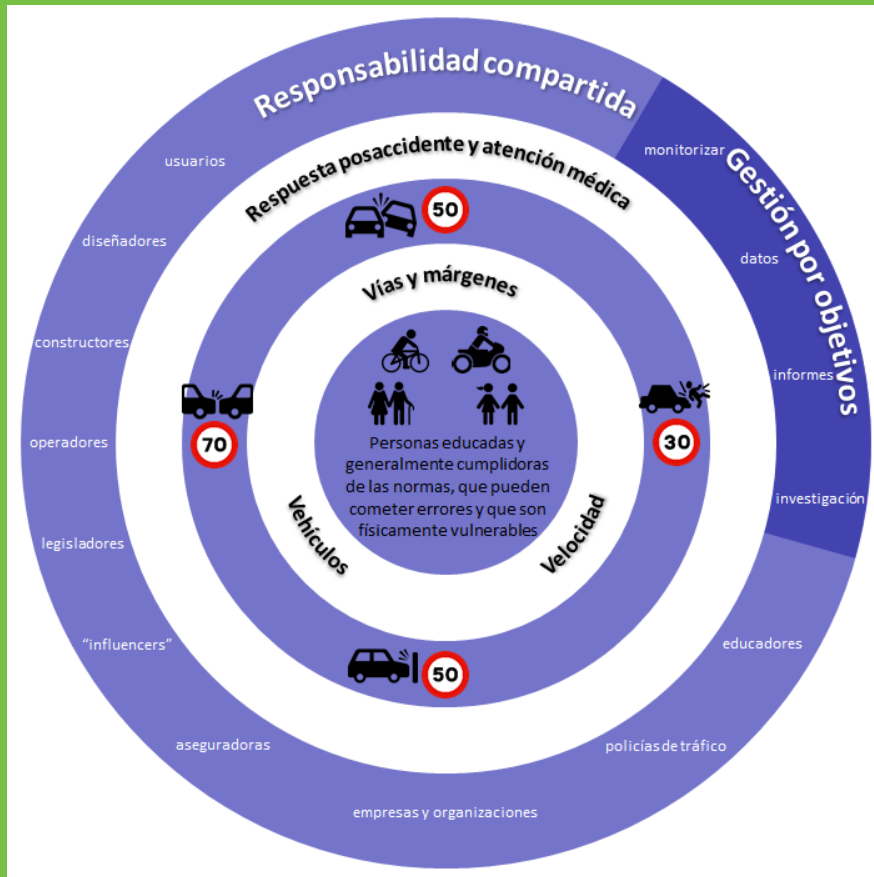 Responsabilidad compartida
Gestión por objetivos
Respuesta posaccidente y atención médica
usuarios
monitorizar
50
diseñadores
datos
Vías y márgenes
constructores
informes
operadores
70
30
Personas educadas y
generalmente cumplidoras
de las normas, que pueden
cometer errores y que son
físicamente vulnerables
investigación
legisladores
Vehículos
Velocidad
"influencers"
educadores
50
aseguradoras
policías de tráfico
empresas y organizaciones